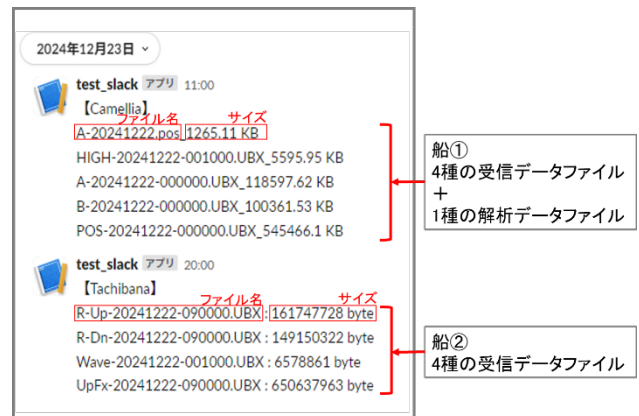 2024年12月23日
test_slack アプリ 11:00
【Camellia】
ファイル名 サイズ
A-20241222.pos_1265.11 KB
HIGH-20241222-001000.UBX_5595.95 KB
A-20241222-000000.UBX_118597.62 KB
B-20241222-000000.UBX_100361.53 KB
POS-20241222-000000.UBX_545466.1 KB
船①
4種の受信データファイル
+
1種の解析データファイル
test_slack アプリ 20:00
【Tachibana】
ファイル名 サイズ
R-Up-20241222-090000.UBX : 161747728 byte
R-Dn-20241222-090000.UBX : 149150322 byte
Wave-20241222-001000.UBX : 6578861 byte
UpFx-20241222-090000.UBX : 650637963 byte
船②
4種の受信データファイル